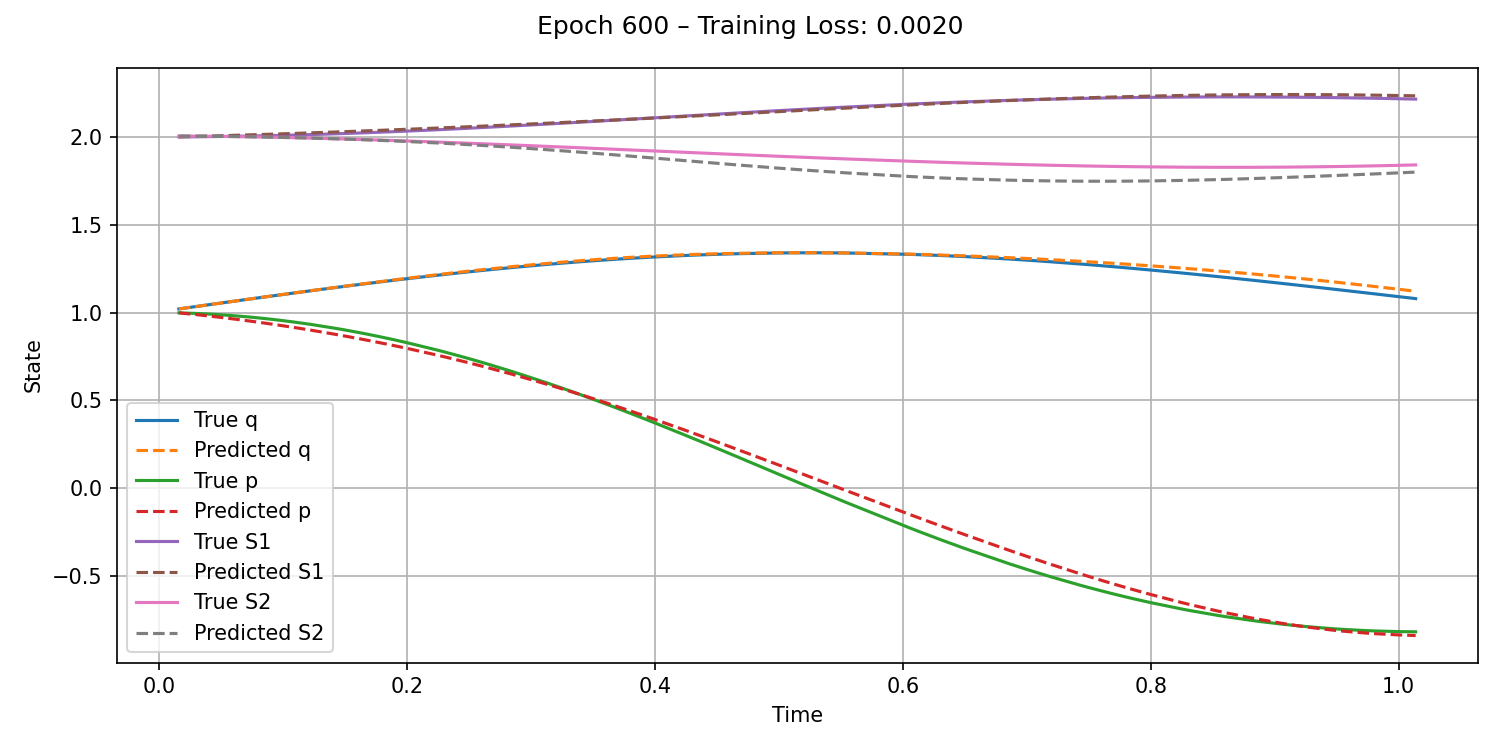 Epoch 600 – Training Loss: 0.0020
State
2.0
1.5
1.0
0.5
0.0
−0.5
True q
Predicted q
True p
Predicted p
True S1
Predicted S1
True S2
Predicted S2
0.0 0.2 0.4 0.6 0.8 1.0
Time